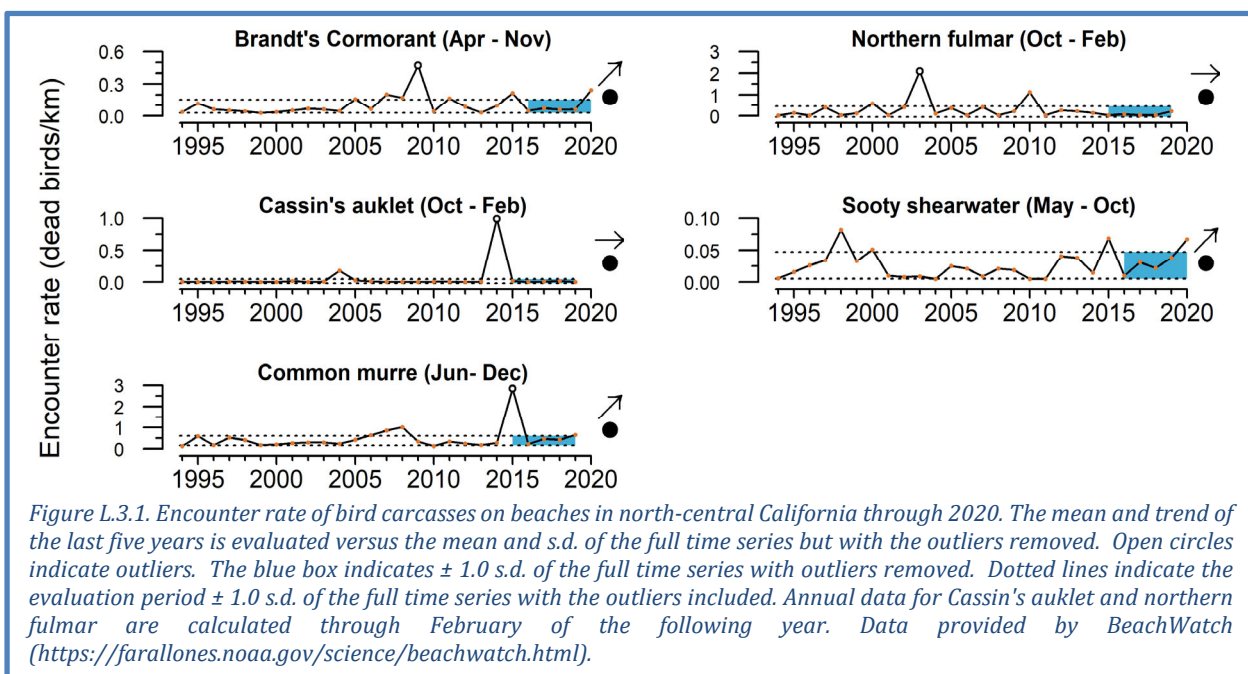 Encounter rate (dead birds/km)
Brandt's Cormorant (Apr - Nov)
0.6
0.3
0.0
1995 2000 2005 2010 2015 2020
Northern fulmar (Oct - Feb)
3
2
1
0
1995 2000 2005 2010 2015 2020
Cassin's auklet (Oct - Feb)
1.0
0.5
0.0
1995 2000 2005 2010 2015 2020
Sooty shearwater (May - Oct)
0.10
0.05
0.00
1995 2000 2005 2010 2015 2020
Common murre (Jun- Dec)
3
2
1
0
1995 2000 2005 2010 2015 2020
Figure L.3.1. Encounter rate of bird carcasses on beaches in north-central California through 2020. The mean and trend of
the last five years is evaluated versus the mean and s.d. of the full time series but with the outliers removed. Open circles
indicate outliers. The blue box indicates ± 1.0 s.d. of the full time series with outliers removed. Dotted lines indicate the
evaluation period ± 1.0 s.d. of the full time series with the outliers included. Annual data for Cassin's auklet and northern
fulmar are calculated through February of the following year. Data provided by BeachWatch
(https://farallones.noaa.gov/science/beachwatch.html).